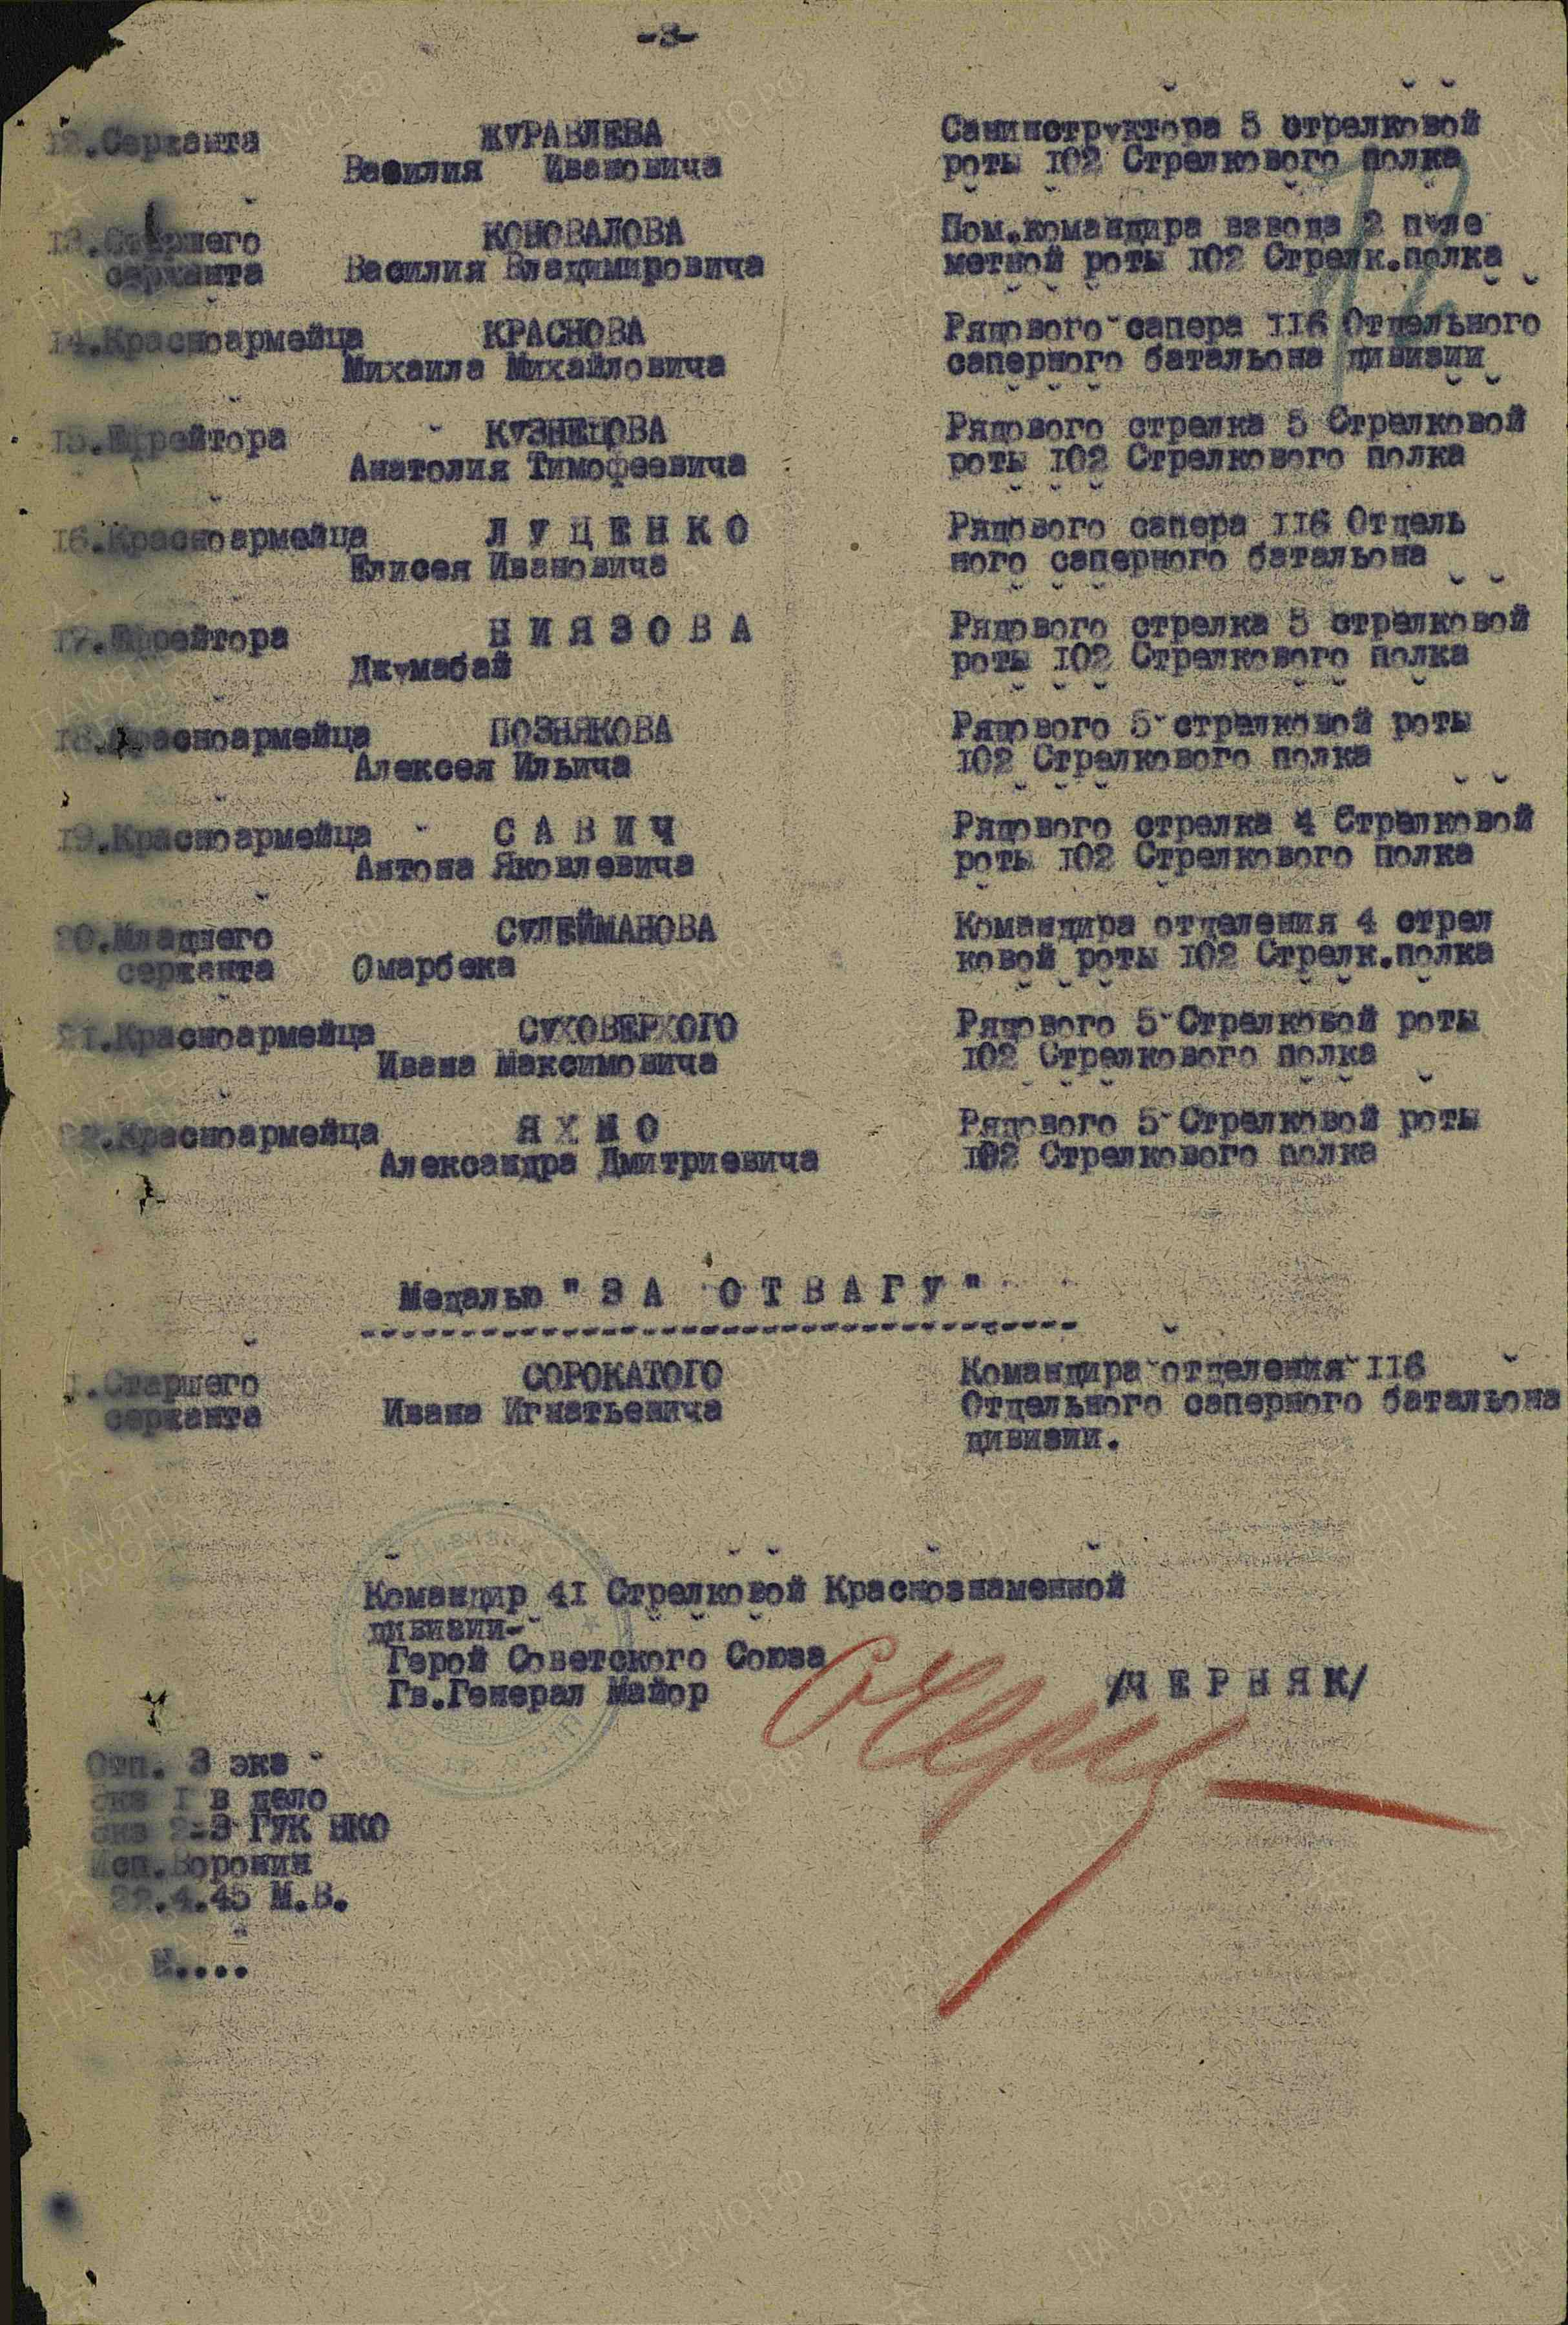 -3-
12.Сержанта ЖУРАВЛЕВА Санинструктора 5 стрелковой
Василия Ивановича роты 102 Стрелкового полка
13.Старшего КОНОВАЛОВА Пом.командира взвода 2 пуле
сержанта Василия Владимировича метной роты 102 Стрелк.полка
14.Красноармейца КРАСНОВА Рядового сапера 116 Отдельного
Михаила Михайловича саперного батальона дивизии
15.Ефрейтора КУЗНЕЦОВА Рядового стрелка 5 Стрелковой
Анатолия Тимофеевича роты 102 Стрелкового полка
16.Красноармейца ЛУЦЕНКО Рядового сапера 116 Отдель
Елисея Ивановича ного саперного батальона
17.Ефрейтора НИЯЗОВА Рядового стрелка 5 стрелковой
Джумабай роты 102 Стрелкового полка
18.Красноармейца ПОЗНЯКОВА Рядового 5 стрелковой роты
Алексея Ильича 102 Стрелкового полка
19.Красноармейца САВИЧ Рядового стрелка 4 Стрелковой
Антона Яковлевича роты 102 Стрелкового полка
20.Младшего СУЛЕЙМАНОВА Командира отделения 4 стрел
сержанта Омарбека ковой роты 102 Стрелк.полка
21.Красноармейца СУХОВЕРХОГО Рядового 5 Стрелковой роты
Ивана Максимовича 102 Стрелкового полка
22.Красноармейца ЯХНО Рядового 5 Стрелковой роты
Александра Дмитриевича 102 Стрелкового полка
Медалью "ЗА ОТВАГУ"
1.Старшего СОРОКАТОГО Командира отделения 116
сержанта Ивана Игнатьевича Отдельного саперного батальона
дивизии.
Командир 41 Стрелковой Краснознаменной
дивизии-
Герой Советского Союза
Гв.Генерал Майор /ЧЕРНЯК/
Отп. 3 экз
экз 1 в дело
экз 2-3 ГУК НКО
Исп.Воронин
22.4.45 М.В.